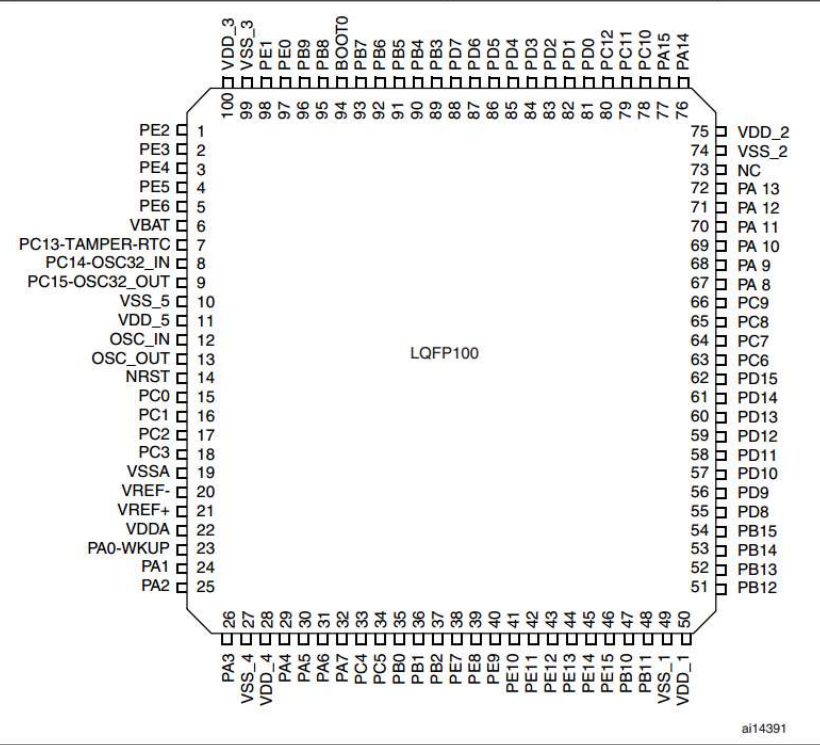 VDD_3
VSS_3
PE1
PE0
PB9
PB8
BOOT0
PB7
PB6
PB5
PB4
PB3
PD7
PD6
PD5
PD4
PD3
PD2
PD1
PD0
PC12
PC11
PC10
PA15
PA14
100
99
98
97
96
95
94
93
92
91
90
89
88
87
86
85
84
83
82
81
80
79
78
77
76
PE2 1
PE3 2
PE4 3
PE5 4
PE6 5
VBAT 6
PC13-TAMPER-RTC 7
PC14-OSC32_IN 8
PC15-OSC32_OUT 9
VSS_5 10
VDD_5 11
OSC_IN 12
OSC_OUT 13
NRST 14
PC0 15
PC1 16
PC2 17
PC3 18
VSSA 19
VREF- 20
VREF+ 21
VDDA 22
PA0-WKUP 23
PA1 24
PA2 25
LQFP100
75 VDD_2
74 VSS_2
73 NC
72 PA 13
71 PA 12
70 PA 11
69 PA 10
68 PA 9
67 PA 8
66 PC9
65 PC8
64 PC7
63 PC6
62 PD15
61 PD14
60 PD13
59 PD12
58 PD11
57 PD10
56 PD9
55 PD8
54 PB15
53 PB14
52 PB13
51 PB12
26
27
28
29
30
31
32
33
34
35
36
37
38
39
40
41
42
43
44
45
46
47
48
49
50
PA3
VSS_4
VDD_4
PA4
PA5
PA6
PA7
PC4
PC5
PB0
PB1
PB2
PE7
PE8
PE9
PE10
PE11
PE12
PE13
PE14
PE15
PB10
PB11
VSS_1
VDD_1
ai14391